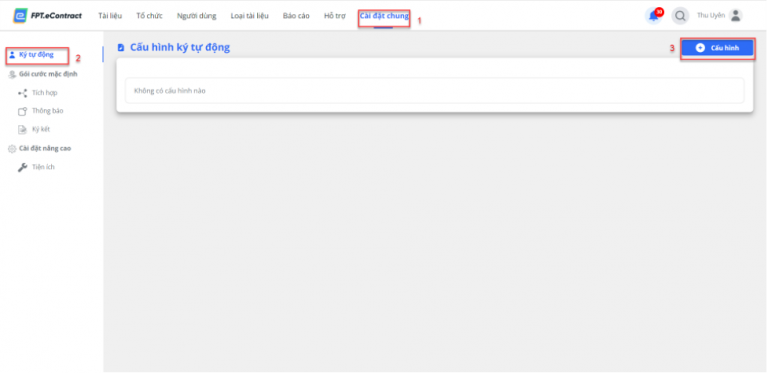 FPT.eContract Tài liệu Tổ chức Người dùng Loại tài liệu Báo cáo Hỗ trợ Cài đặt chung 1 30 Thu Uyên
Ký tự động 2
Cấu hình ký tự động 3 Cấu hình
Gói cước mặc định
Tích hợp
Không có cấu hình nào
Thông báo
Ký kết
Cài đặt nâng cao
Tiện ích